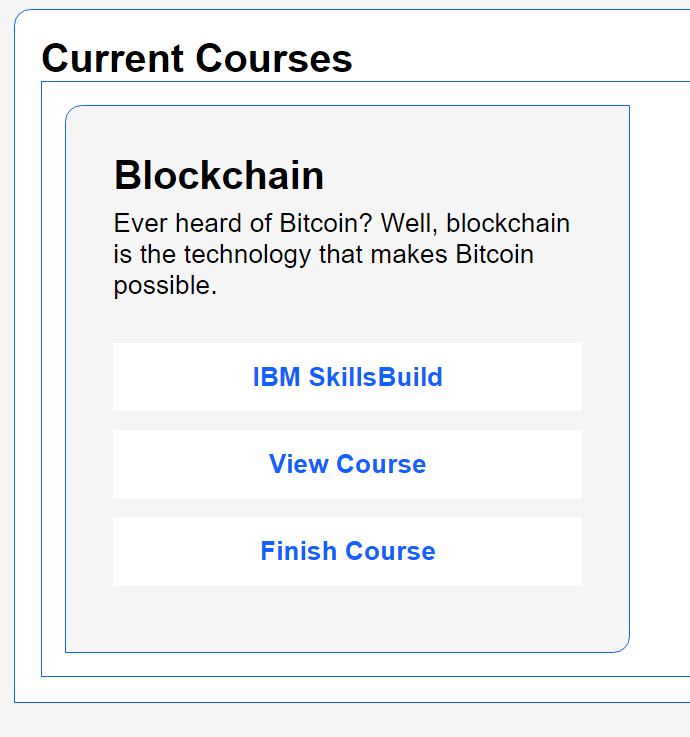 Current Courses
Blockchain
Ever heard of Bitcoin? Well, blockchain
is the technology that makes Bitcoin
possible.
IBM SkillsBuild
View Course
Finish Course